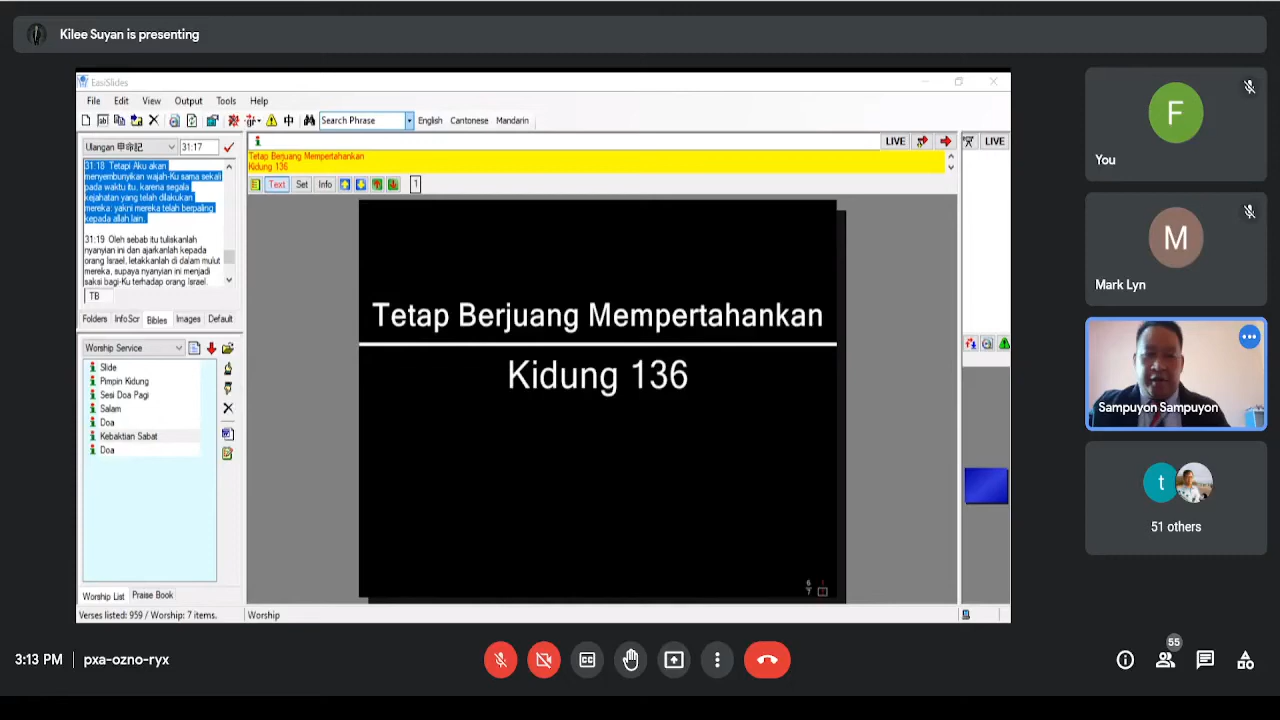 Kilee Suyan is presenting
EasiSlides
File Edit View Output Tools Help
Search Phrase English Cantonese Mandarin
Ulangan 申命記 31:17
31:18 Tetapi Aku akan
menyembunyikan wajah-Ku sama sekali
pada waktu itu, karena segala
kejahatan yang telah dilakukan
mereka: yakni mereka telah berpaling
kepada allah lain.
31:19 Oleh sebab itu tuliskanlah
nyanyian ini dan ajarkanlah kepada
orang Israel, letakkanlah di dalam mulut
mereka, supaya nyanyian ini menjadi
saksi bagi-Ku terhadap orang Israel.
TB
Folders InfoScr Bibles Images Default
Worship Service
Slide
Pimpin Kidung
Sesi Doa Pagi
Salam
Doa
Kebaktian Sabat
Doa
Worship List Praise Book
Verses listed: 959 / Worship: 7 items.
LIVE
LIVE
Tetap Berjuang Mempertahankan
Kidung 136
Text Set Info 1
Tetap Berjuang Mempertahankan
Kidung 136
Worship
F
You
M
Mark Lyn
Sampuyon Sampuyon
t
51 others
3:13 PM pxa-ozno-ryx
55